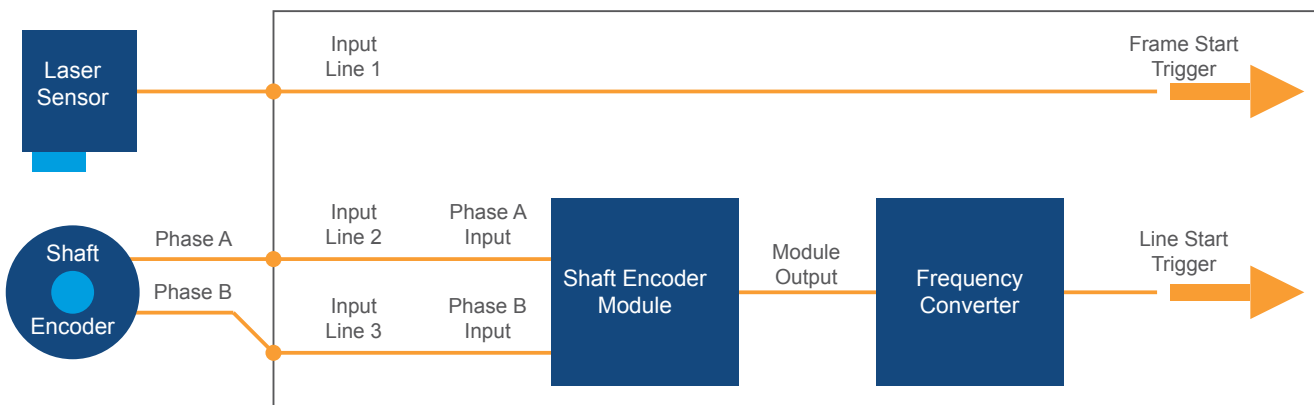 Laser
Sensor
Input
Line 1
Frame Start
Trigger
Shaft
Encoder
Phase A
Phase B
Input
Line 2
Phase A
Input
Input
Line 3
Phase B
Input
Shaft Encoder
Module
Module
Output
Frequency
Converter
Line Start
Trigger